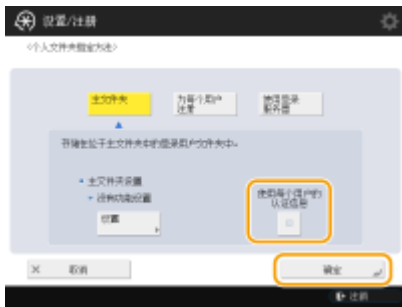 设置/注册
<个人文件夹指定方法>
主文件夹
为每个用户
注册
使用登录
服务器
存储在位于主文件夹中的登录用户文件夹中。
• 主文件夹设置
• 没有功能设置
使用每个用户的
认证信息
设置
× 取消
确定
注销